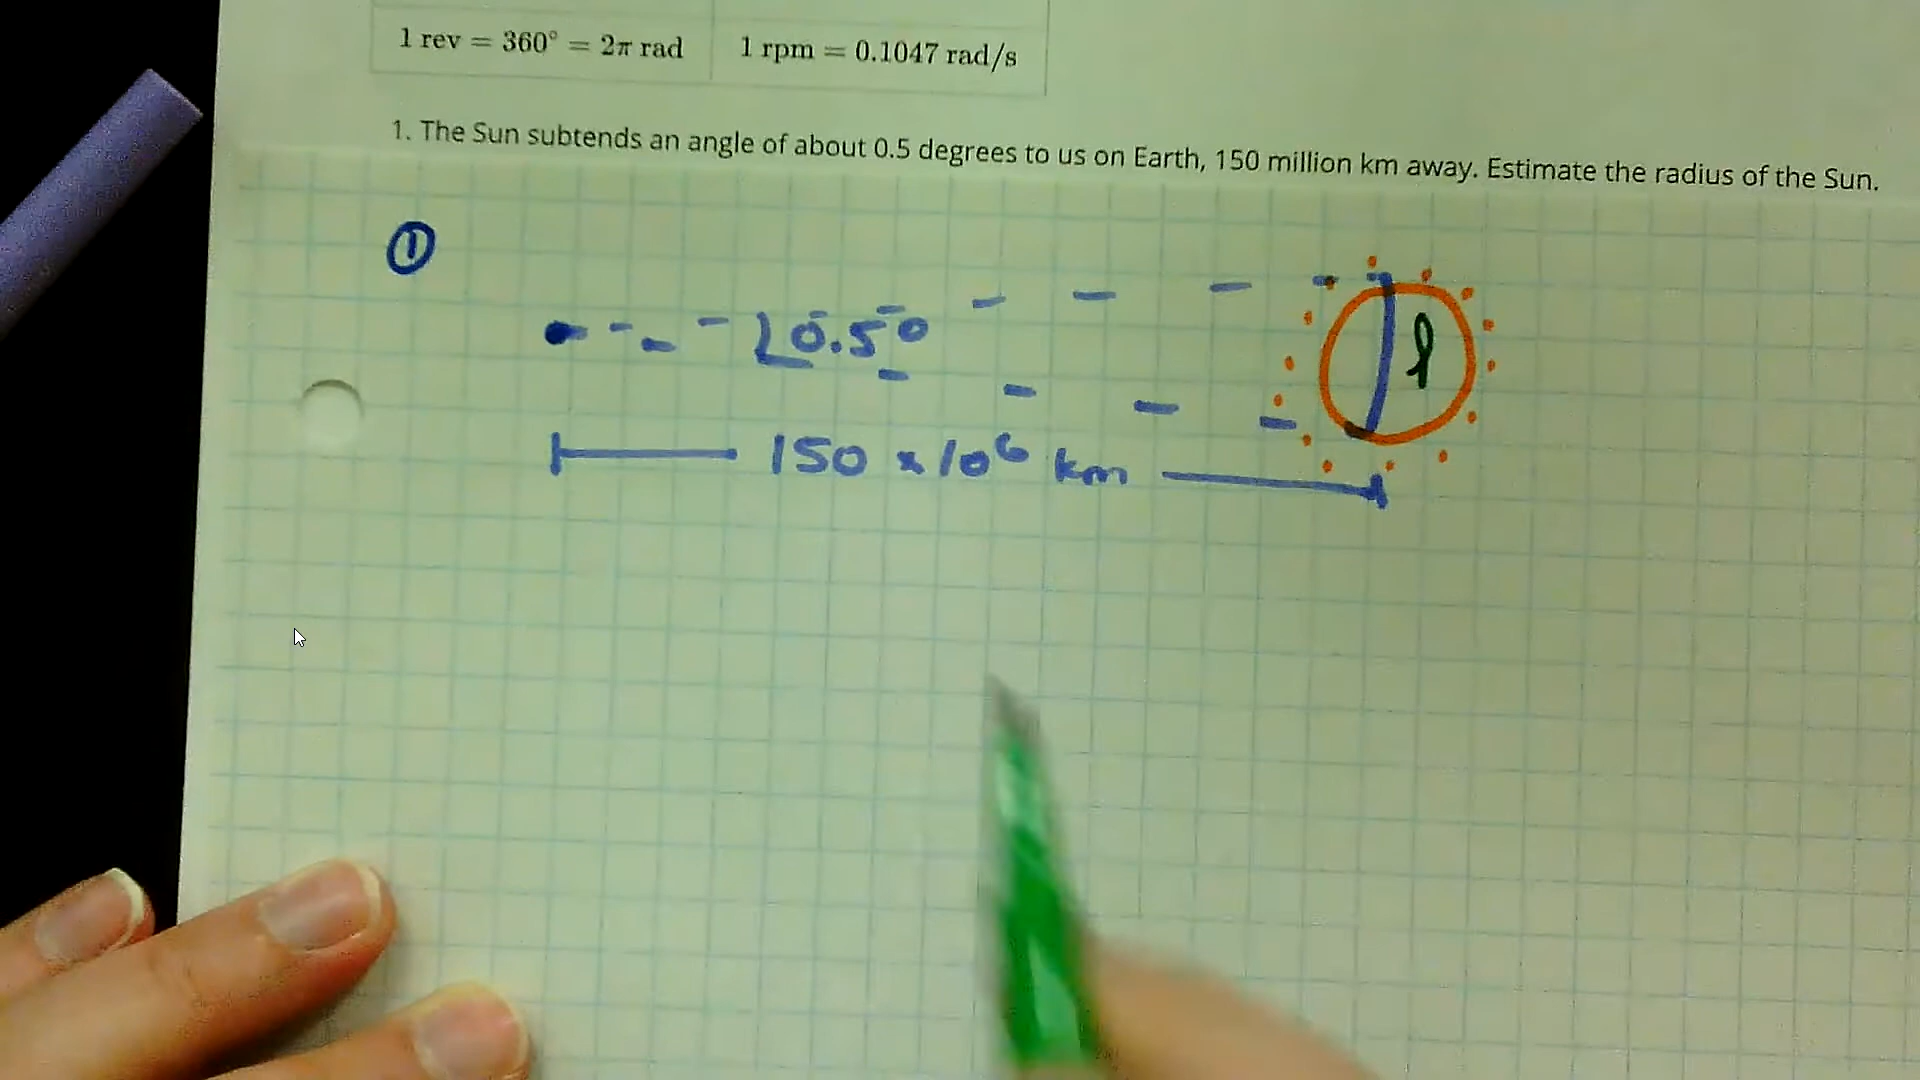 1 rev = 360° = 2π rad
1 rpm = 0.1047 rad/s
1. The Sun subtends an angle of about 0.5 degrees to us on Earth, 150 million km away. Estimate the radius of the Sun.
①
∠0.5°
l
150 × 10⁶ km